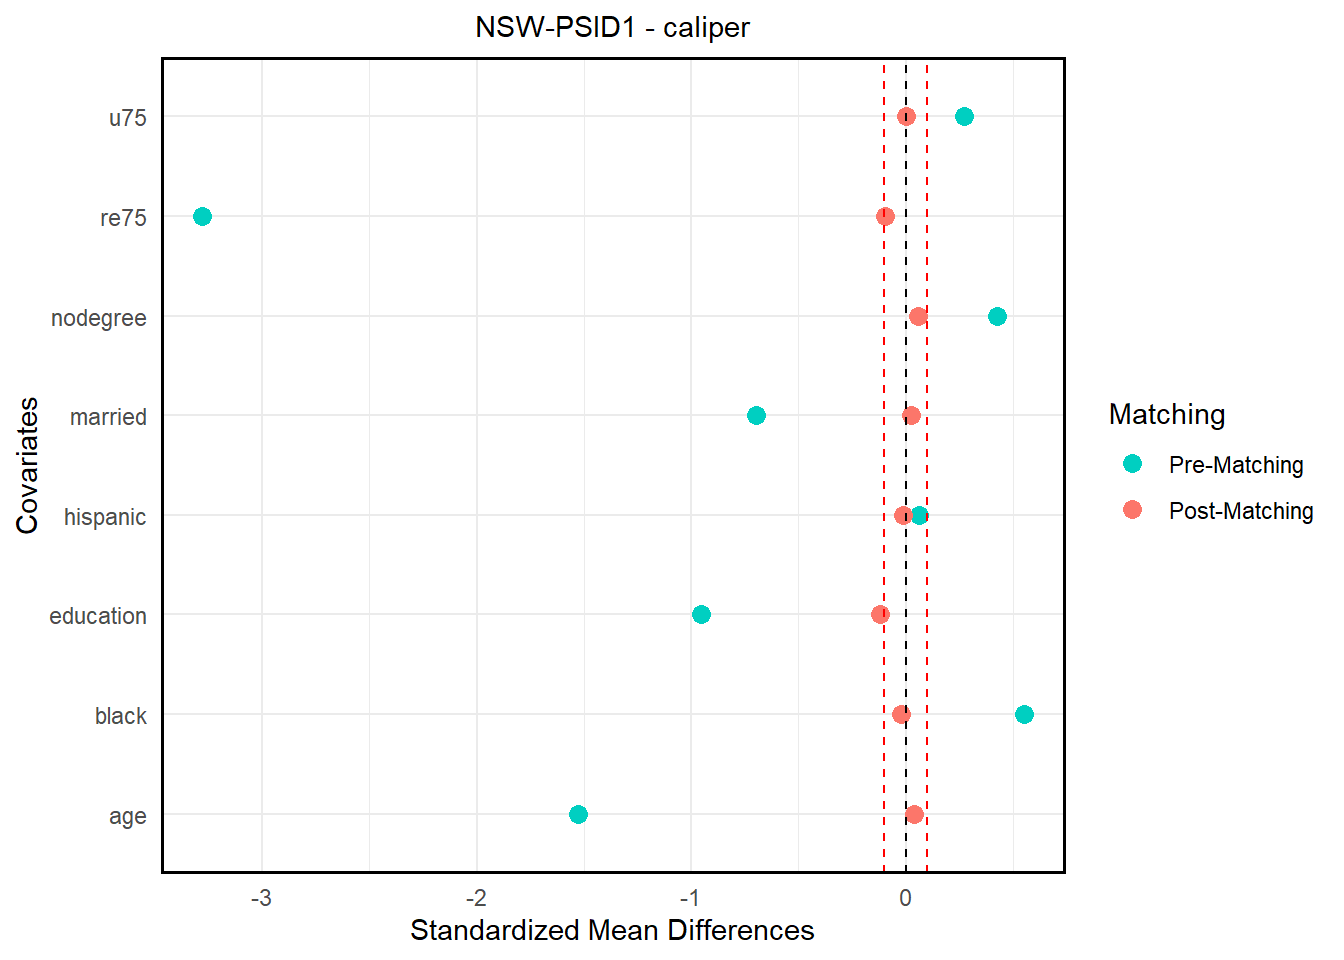 NSW-PSID1 - caliper
u75
re75
nodegree
married
hispanic
education
black
age
Covariates
-3
-2
-1
0
Standardized Mean Differences
Matching
Pre-Matching
Post-Matching